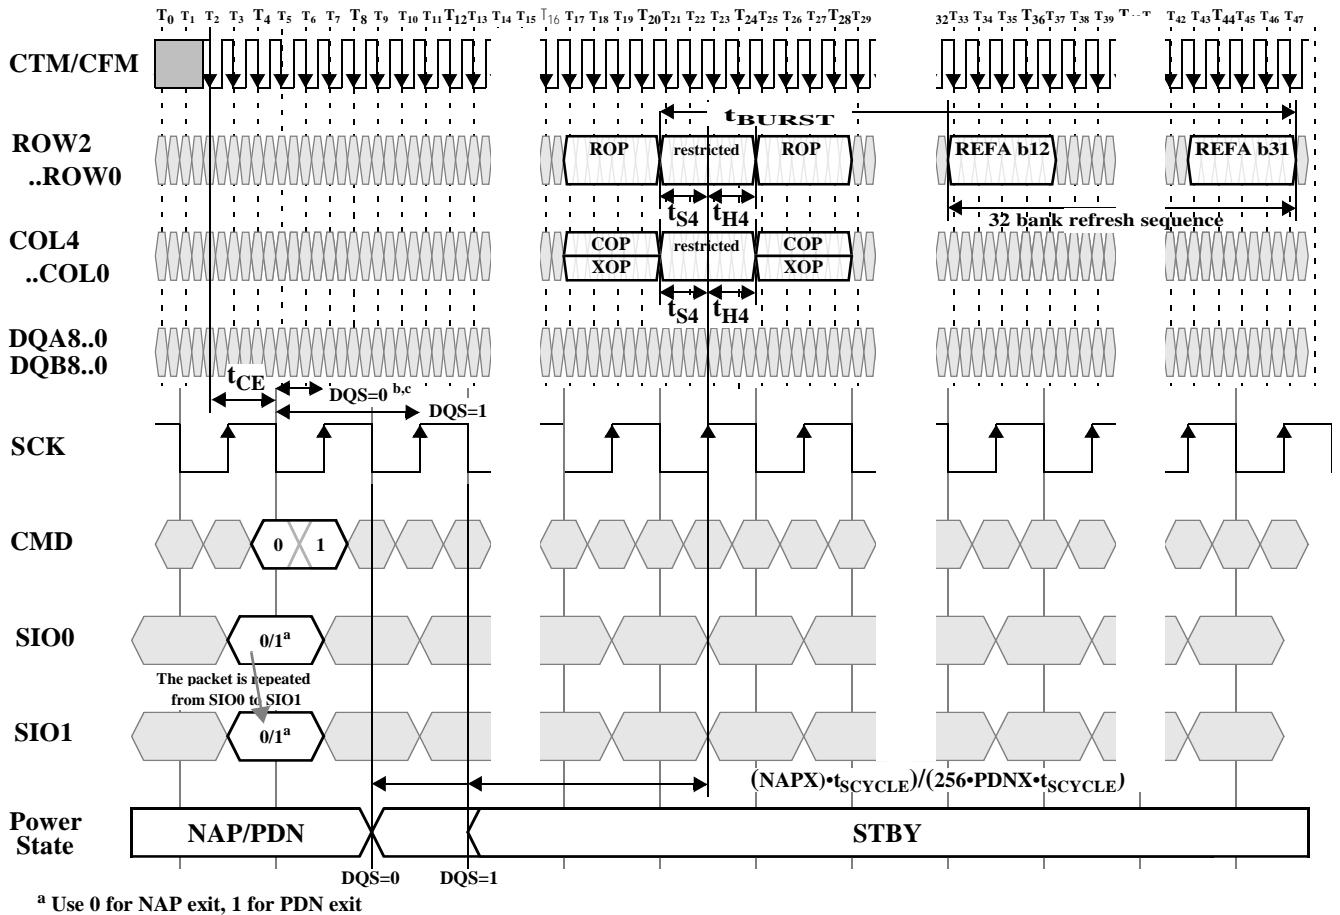 T0 T1 T2 T3 T4 T5 T6 T7 T8 T9 T10 T11 T12 T13 T14 T15 T16 T17 T18 T19 T20 T21 T22 T23 T24 T25 T26 T27 T28 T29 32 T33 T34 T35 T36 T37 T38 T39 T42 T43 T44 T45 T46 T47
CTM/CFM
tBURST
ROW2
..ROW0
ROP restricted ROP REFA b12 REFA b31
tS4 tH4
32 bank refresh sequence
COL4
..COL0
COP restricted COP
XOP XOP
tS4 tH4
DQA8..0
DQB8..0
tCE
DQS=0 b,c
DQS=1
SCK
CMD
0 1
SIO0
0/1a
The packet is repeated
from SIO0 to SIO1
SIO1
0/1a
(NAPX)•tSCYCLE)/(256•PDNX•tSCYCLE)
Power
State
NAP/PDN STBY
DQS=0 DQS=1
a Use 0 for NAP exit, 1 for PDN exit